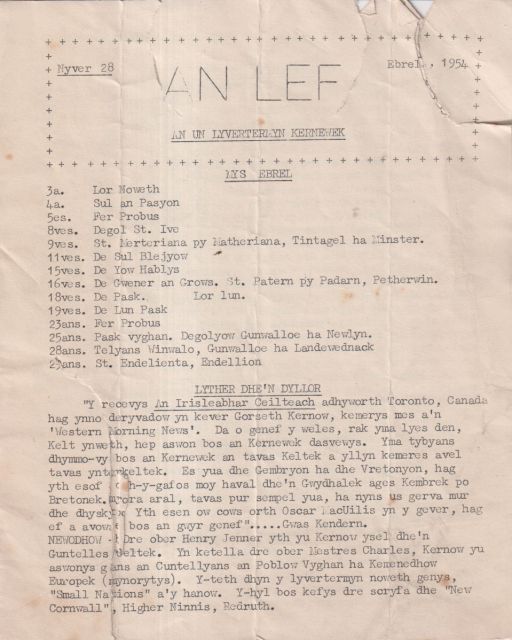 Nyver 28
AN LEF
Ebrel, 1954
AN UN LYVERTERMYN KERNEWEK
MYS EBREL
3a. Lor Noweth
4a. Sul an Pasyon
5es. Fer Probus
8ves. Degol St. Ive
9ves. St. Merteriana py Matheriana, Tintagel ha Minster.
11ves. De Sul Blejyow
15ves. De Yow Hablys
16ves. De Gwener an Grows. St. Patern py Padarn, Petherwin.
18ves. De Pask. Lor lun.
19ves. De Lun Pask
23ans. Fer Probus
25ans. Pask vyghan. Degolyow Gunwalloe ha Newlyn.
28ans. Telyans Winwalo, Gunwalloe ha Landewednack
29ans. St. Endelienta, Endellion
LYTHER DHE'N DYLLOR
"Y recevys An Irisleabhar Ceilteach adhyworth Toronto, Canada
hag ynno deryvadow yn kever Gorseth Kernow, kemerys mes a'n
'Western Morning News'. Da o genef y weles, rak yma lyes den,
Kelt ynweth, hep aswon bos an Kernewek dasvewys. Yma tybyans
dhymmo-vy bos an Kernewek an tavas Keltek a yllyn kemeres avel
tavas ynterkeltek. Es yua dhe Gembryon ha dhe Vretonyon, hag
yth esof h-y-gafos moy haval dhe'n Gwydhalek ages Kembrek po
Bretonek. aral, tavas pur sempel yua, ha nyns us gerva mur
dhe dhysky. Yth esen ow cows orth Oscar MacUilis yn y gever, hag
ef a avow bos an gwyr genef".....Gwas Kendern.
NEWODHOW - Dre ober Henry Jenner yth yu Kernow ysel dhe'n
Guntelles Keltek. Yn ketella dre ober Mestres Charles, Kernow yu
aswonys gans an Cuntellyans an Poblow Vyghan ha Kemenedhow
Europek (mynorytys). Y-teth dhyn y lyvertermyn noweth genys,
"Small Nations" a'y hanow. Y-hyl bos kefys dre scryfa dhe "New
Cornwall", Higher Ninnis, Redruth.